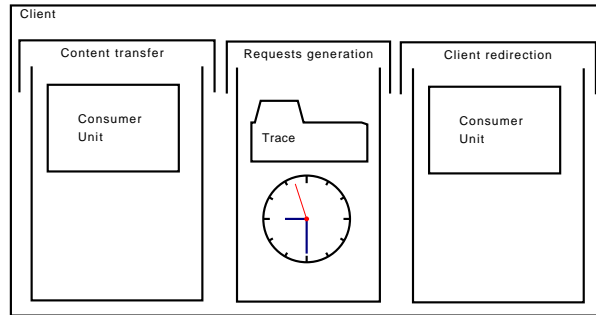 Client
Content transfer
Requests generation
Client redirection
Consumer
Unit
Trace
Consumer
Unit